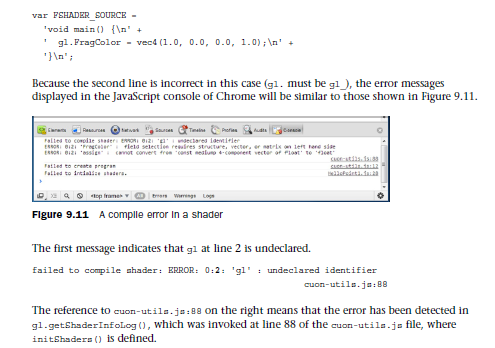 var FSHADER_SOURCE =
'void main() {\n' +
' gl.FragColor = vec4(1.0, 0.0, 0.0, 1.0);\n' +
'}\n';
Because the second line is incorrect in this case (gl. must be gl_), the error messages
displayed in the JavaScript console of Chrome will be similar to those shown in Figure 9.11.
Elements Resources Network Sources Timeline Profiles Audits Console
failed to compile shader: ERROR: 0:2: 'gl' : undeclared identifier
ERROR: 0:2: 'FragColor' : field selection requires structure, vector, or matrix on left hand side
ERROR: 0:2: 'assign' : cannot convert from 'const mediump 4-component vector of float' to 'float'
cuon-utils.js:88
failed to create program cuon-utils.js:12
Failed to intialize shaders. HelloPoint1.js:28
<top frame> All Errors Warnings Logs
Figure 9.11 A compile error in a shader
The first message indicates that gl at line 2 is undeclared.
failed to compile shader: ERROR: 0:2: 'gl' : undeclared identifier
cuon-utils.js:88
The reference to cuon-utils.js:88 on the right means that the error has been detected in
gl.getShaderInfoLog(), which was invoked at line 88 of the cuon-utils.js file, where
initShaders() is defined.